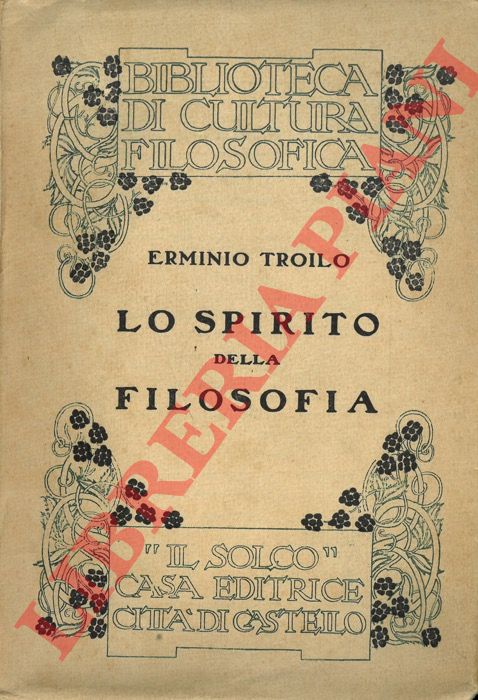 BIBLIOTECA
DI CULTURA
FILOSOFICA
ERMINIO TROILO
LO SPIRITO
DELLA
FILOSOFIA
"IL SOLCO"
CASA EDITRICE
CITTÀ DI CASTELLO
LIBRERIA PIANI